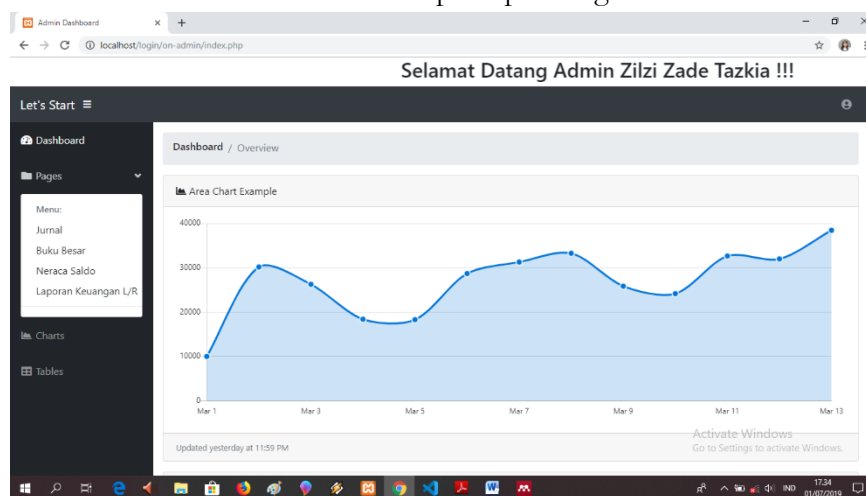 Admin Dashboard
localhost/login/on-admin/index.php
Selamat Datang Admin Zilzi Zade Tazkia !!!
Let's Start
Dashboard
Pages
Menu:
Jurnal
Buku Besar
Neraca Saldo
Laporan Keuangan L/R
Charts
Tables
Dashboard / Overview
Area Chart Example
40000
30000
20000
10000
0
Mar 1 Mar 3 Mar 5 Mar 7 Mar 9 Mar 11 Mar 13
Updated yesterday at 11:59 PM
Activate Windows
Go to Settings to activate Windows.
IND
17.34
01/07/2019